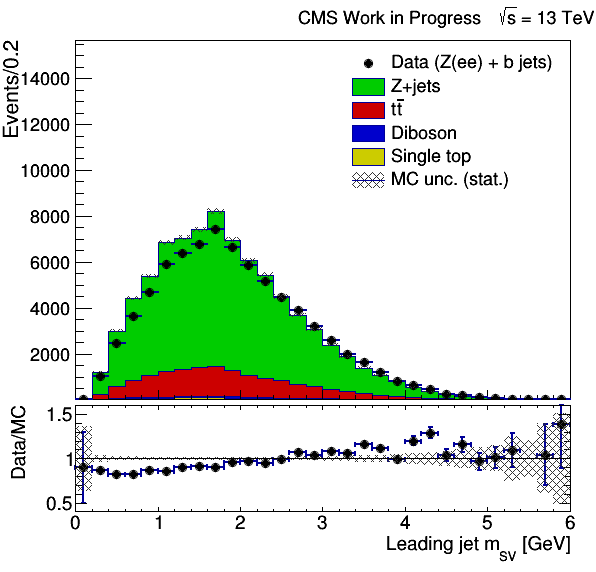 CMS Work in Progress √s = 13 TeV
Events/0.2
14000
12000
10000
8000
6000
4000
2000
Data (Z(ee) + b jets)
Z+jets
tt̄
Diboson
Single top
MC unc. (stat.)
Data/MC
1.5
1
0.5
0 1 2 3 4 5 6
Leading jet m_SV [GeV]